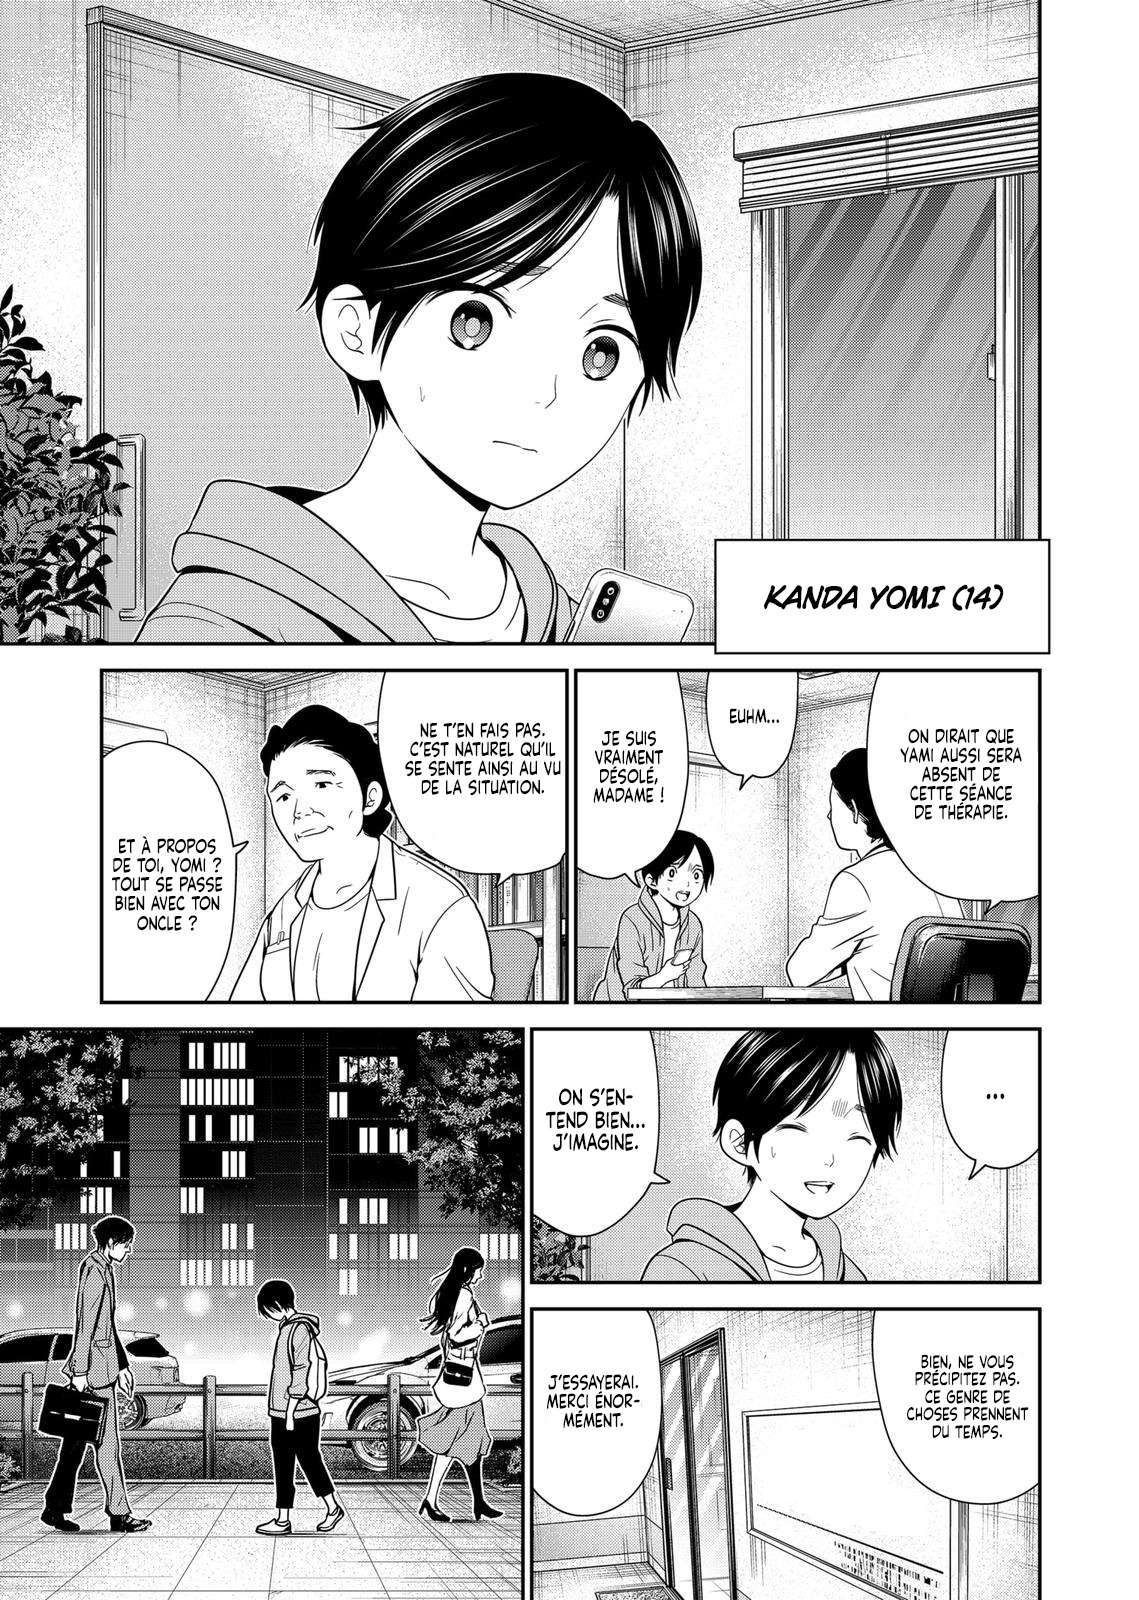 KANDA YOMI (14)
ON DIRAIT QUE
YAMI AUSSI SERA
ABSENT DE
CETTE SÉANCE
DE THÉRAPIE.
EUHM...
JE SUIS
VRAIMENT
DÉSOLÉ,
MADAME !
NE T'EN FAIS PAS.
C'EST NATUREL QU'IL
SE SENTE AINSI AU VU
DE LA SITUATION.
ET À PROPOS
DE TOI, YOMI ?
TOUT SE PASSE
BIEN AVEC TON
ONCLE ?
...
ON S'EN-
TEND BIEN...
J'IMAGINE.
BIEN, NE VOUS
PRÉCIPITEZ PAS.
CE GENRE DE
CHOSES PRENNENT
DU TEMPS.
J'ESSAYERAI.
MERCI ÉNOR-
MÉMENT.